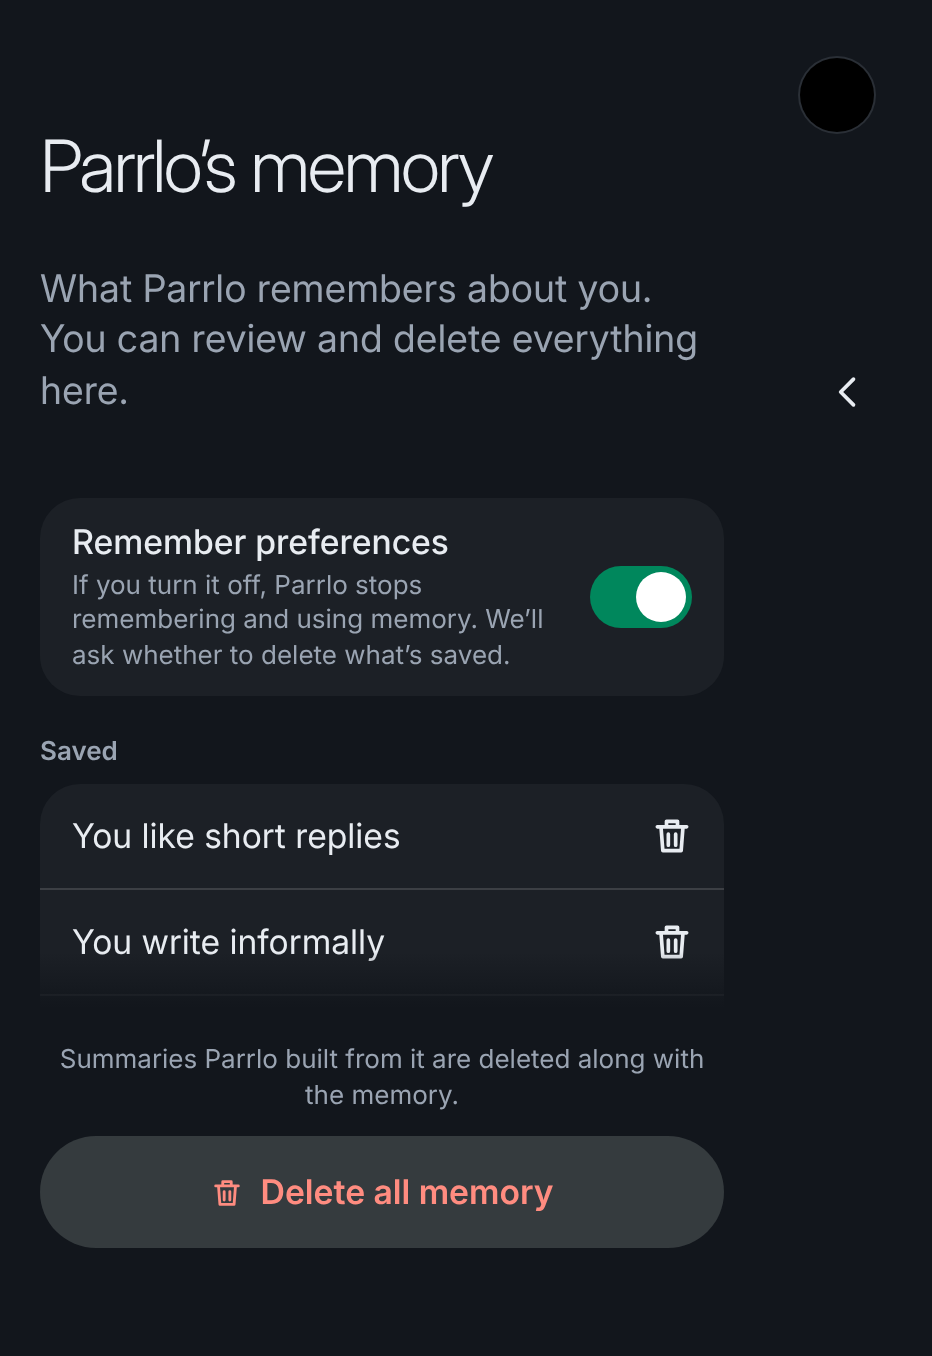 Parrlo’s memory
What Parrlo remembers about you.
You can review and delete everything
here.
Remember preferences
If you turn it off, Parrlo stops
remembering and using memory. We’ll
ask whether to delete what’s saved.
Saved
You like short replies
You write informally
Summaries Parrlo built from it are deleted along with
the memory.
Delete all memory